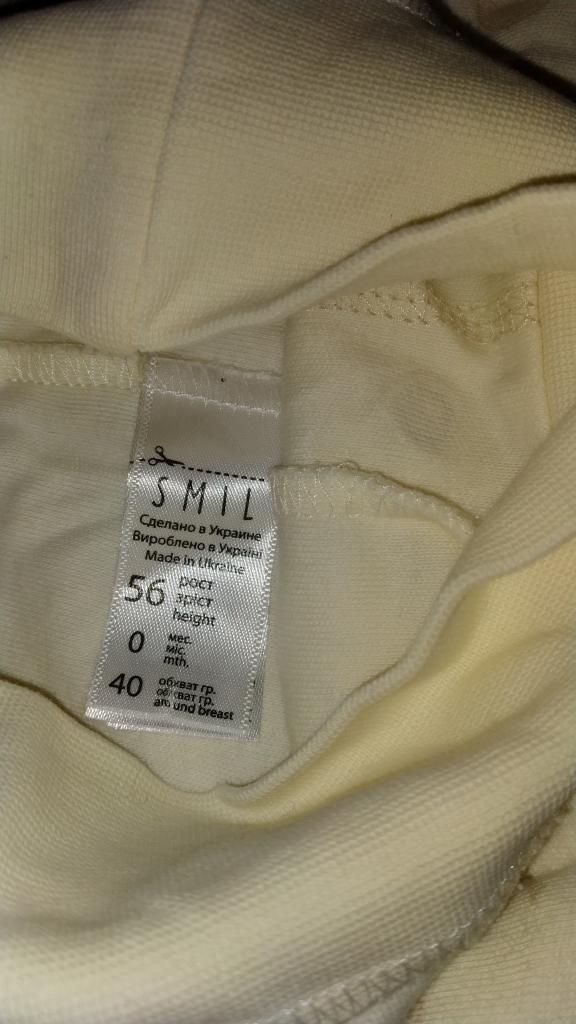 SMIL
Сделано в Украине
Вироблено в Україні
Made in Ukraine
56 рост
зріст
height
0 мес.
міс.
mth.
40 обхват гр.
обхват гр.
around breast